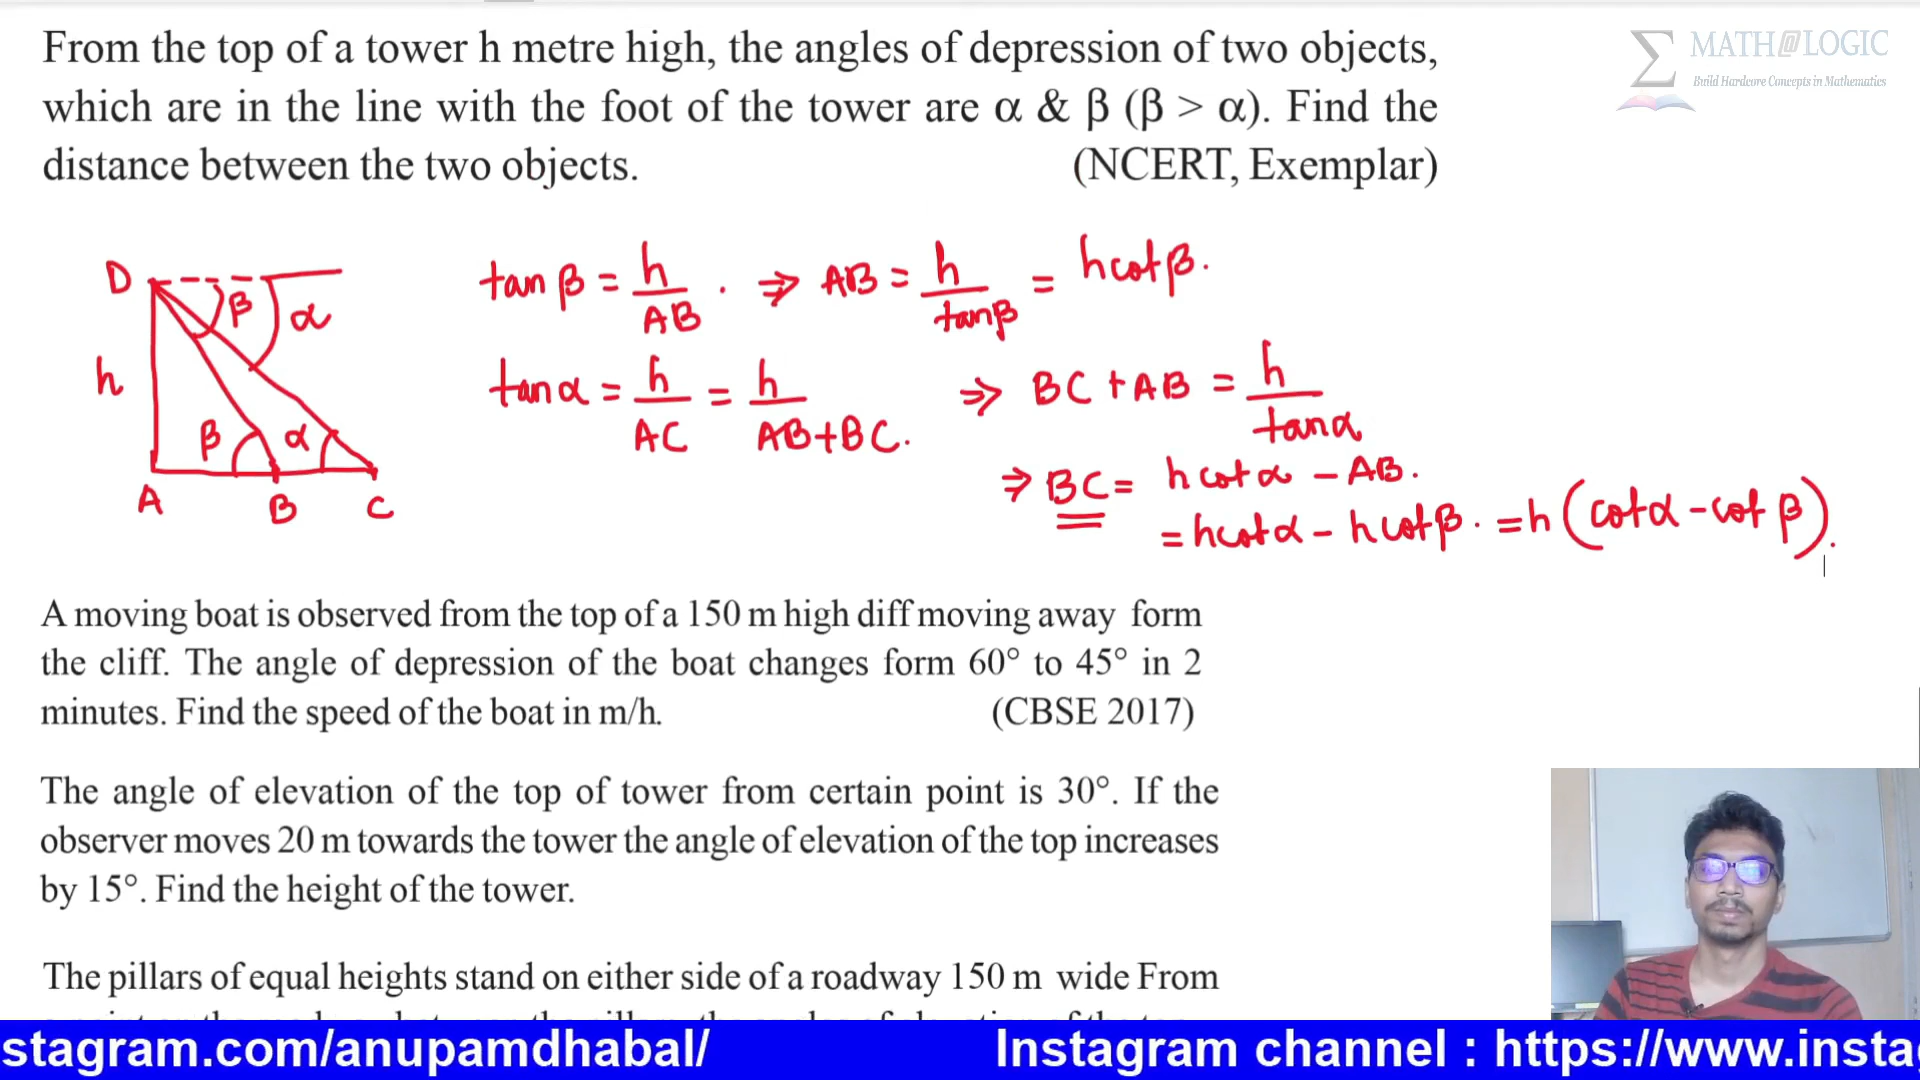 From the top of a tower h metre high, the angles of depression of two objects,
which are in the line with the foot of the tower are α & β (β > α). Find the
distance between the two objects. (NCERT, Exemplar)
MATH@LOGIC
Build Hardcore Concepts in Mathematics
D β α
h
β α
A B C
tan β = h/AB . ⇒ AB = h/tanβ = h cot β.
tan α = h/AC = h/AB+BC. ⇒ BC + AB = h/tanα
⇒ BC = h cot α - AB.
= h cot α - h cot β. = h (cot α - cot β).
A moving boat is observed from the top of a 150 m high diff moving away form
the cliff. The angle of depression of the boat changes form 60° to 45° in 2
minutes. Find the speed of the boat in m/h. (CBSE 2017)
The angle of elevation of the top of tower from certain point is 30°. If the
observer moves 20 m towards the tower the angle of elevation of the top increases
by 15°. Find the height of the tower.
The pillars of equal heights stand on either side of a roadway 150 m wide From
stagram.com/anupamdhabal/ Instagram channel : https://www.insta